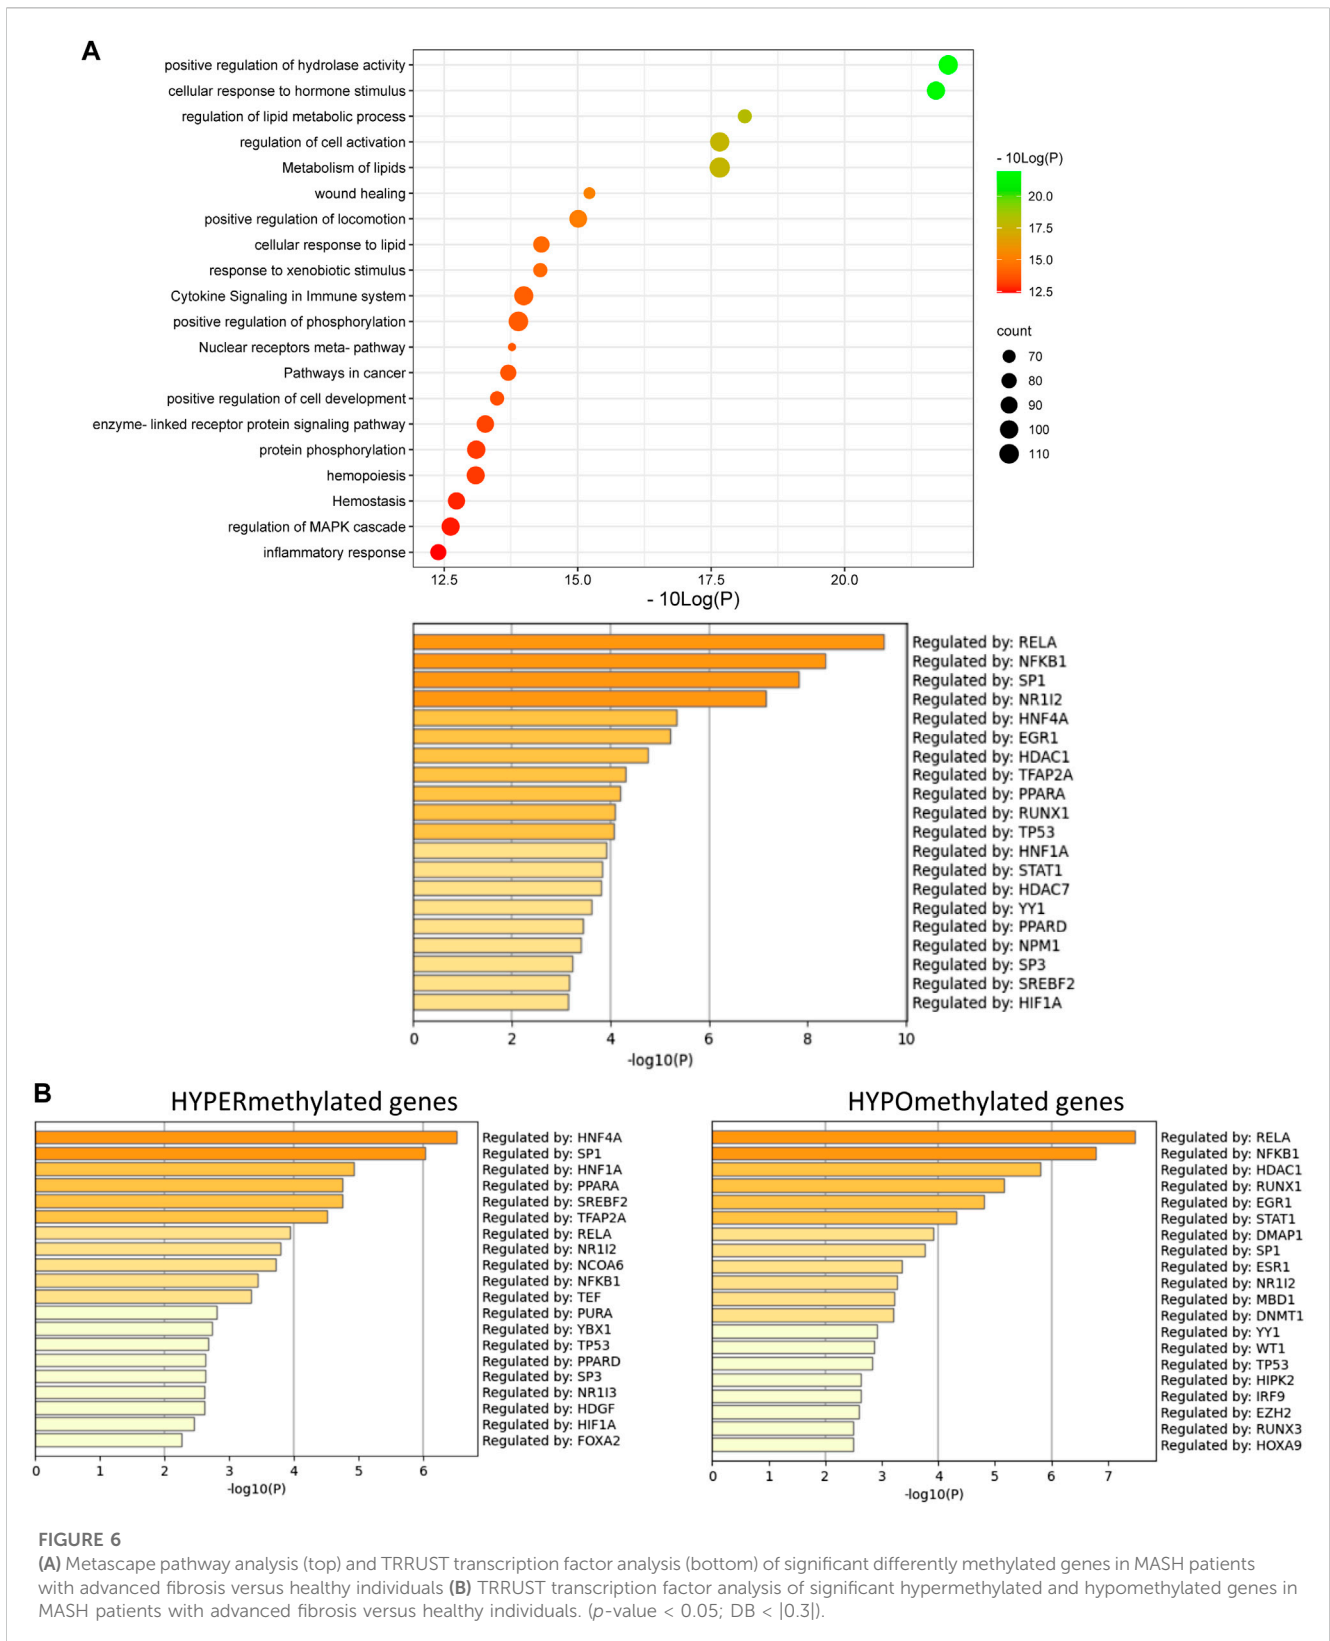 A
positive regulation of hydrolase activity
cellular response to hormone stimulus
regulation of lipid metabolic process
regulation of cell activation
Metabolism of lipids
wound healing
positive regulation of locomotion
cellular response to lipid
response to xenobiotic stimulus
Cytokine Signaling in Immune system
positive regulation of phosphorylation
Nuclear receptors meta- pathway
Pathways in cancer
positive regulation of cell development
enzyme- linked receptor protein signaling pathway
protein phosphorylation
hemopoiesis
Hemostasis
regulation of MAPK cascade
inflammatory response
12.5 15.0 17.5 20.0
- 10Log(P)
- 10Log(P)
20.0
17.5
15.0
12.5
count
70
80
90
100
110
Regulated by: RELA
Regulated by: NFKB1
Regulated by: SP1
Regulated by: NR1I2
Regulated by: HNF4A
Regulated by: EGR1
Regulated by: HDAC1
Regulated by: TFAP2A
Regulated by: PPARA
Regulated by: RUNX1
Regulated by: TP53
Regulated by: HNF1A
Regulated by: STAT1
Regulated by: HDAC7
Regulated by: YY1
Regulated by: PPARD
Regulated by: NPM1
Regulated by: SP3
Regulated by: SREBF2
Regulated by: HIF1A
0 2 4 6 8 10
-log10(P)
B
HYPERmethylated genes
Regulated by: HNF4A
Regulated by: SP1
Regulated by: HNF1A
Regulated by: PPARA
Regulated by: SREBF2
Regulated by: TFAP2A
Regulated by: RELA
Regulated by: NR1I2
Regulated by: NCOA6
Regulated by: NFKB1
Regulated by: TEF
Regulated by: PURA
Regulated by: YBX1
Regulated by: TP53
Regulated by: PPARD
Regulated by: SP3
Regulated by: NR1I3
Regulated by: HDGF
Regulated by: HIF1A
Regulated by: FOXA2
0 1 2 3 4 5 6
-log10(P)
HYPOmethylated genes
Regulated by: RELA
Regulated by: NFKB1
Regulated by: HDAC1
Regulated by: RUNX1
Regulated by: EGR1
Regulated by: STAT1
Regulated by: DMAP1
Regulated by: SP1
Regulated by: ESR1
Regulated by: NR1I2
Regulated by: MBD1
Regulated by: DNMT1
Regulated by: YY1
Regulated by: WT1
Regulated by: TP53
Regulated by: HIPK2
Regulated by: IRF9
Regulated by: EZH2
Regulated by: RUNX3
Regulated by: HOXA9
0 1 2 3 4 5 6 7
-log10(P)
FIGURE 6
(A) Metascape pathway analysis (top) and TRRUST transcription factor analysis (bottom) of significant differently methylated genes in MASH patients
with advanced fibrosis versus healthy individuals (B) TRRUST transcription factor analysis of significant hypermethylated and hypomethylated genes in
MASH patients with advanced fibrosis versus healthy individuals. (p-value < 0.05; DB < |0.3|).